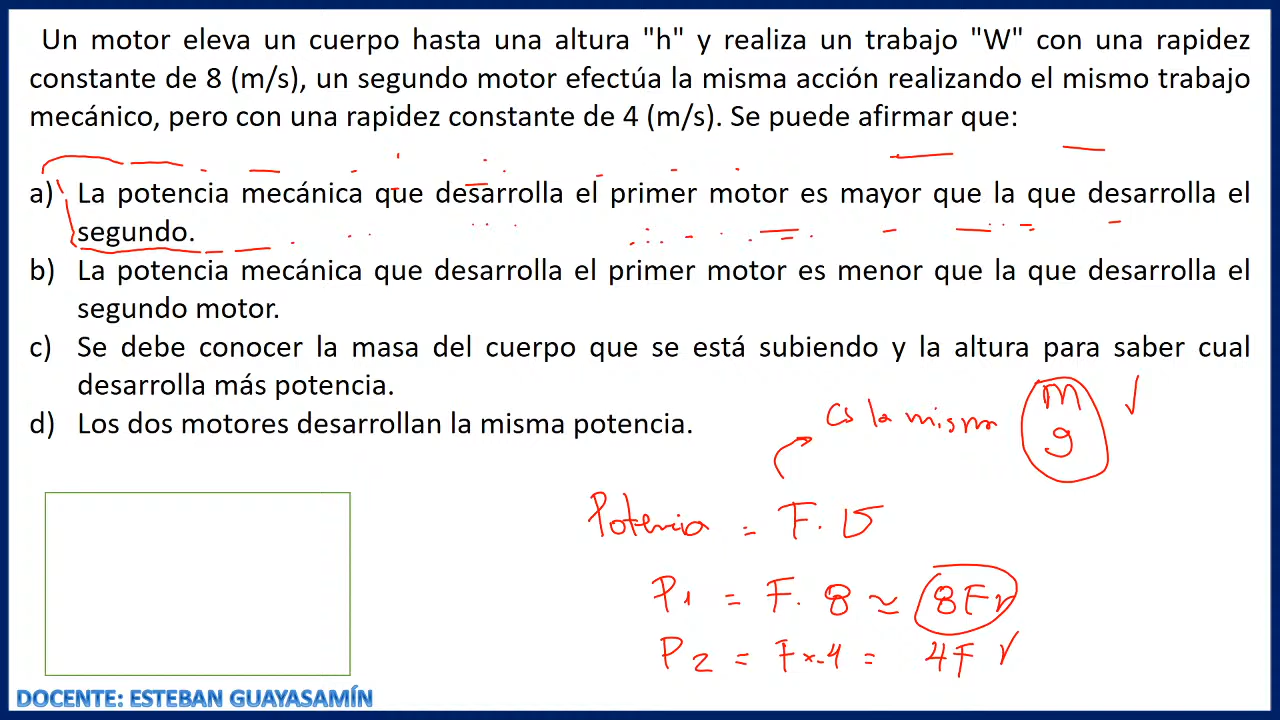 Un motor eleva un cuerpo hasta una altura "h" y realiza un trabajo "W" con una rapidez
constante de 8 (m/s), un segundo motor efectúa la misma acción realizando el mismo trabajo
mecánico, pero con una rapidez constante de 4 (m/s). Se puede afirmar que:
a) La potencia mecánica que desarrolla el primer motor es mayor que la que desarrolla el
segundo.
b) La potencia mecánica que desarrolla el primer motor es menor que la que desarrolla el
segundo motor.
c) Se debe conocer la masa del cuerpo que se está subiendo y la altura para saber cual
desarrolla más potencia.
d) Los dos motores desarrollan la misma potencia.
es la misma m
g
Potencia = F. v
P1 = F. 8 ≃ 8F
P2 = F x 4 = 4F
DOCENTE: ESTEBAN GUAYASAMÍN